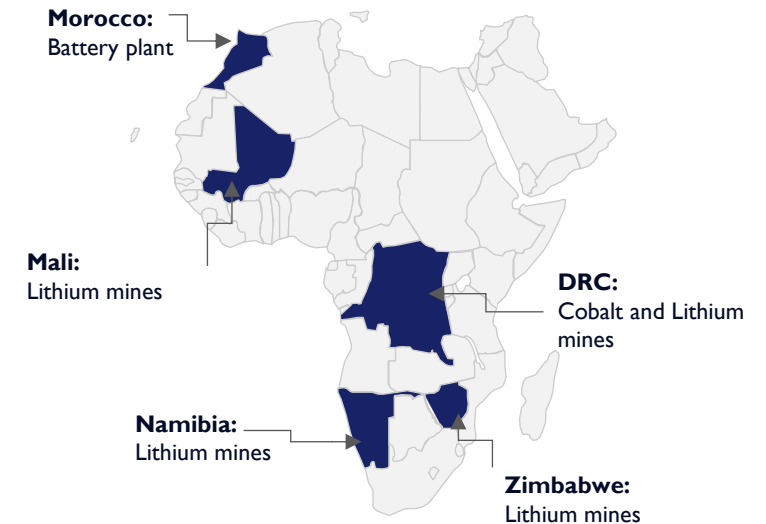 Morocco:
Battery plant
Mali:
Lithium mines
DRC:
Cobalt and Lithium
mines
Namibia:
Lithium mines
Zimbabwe:
Lithium mines